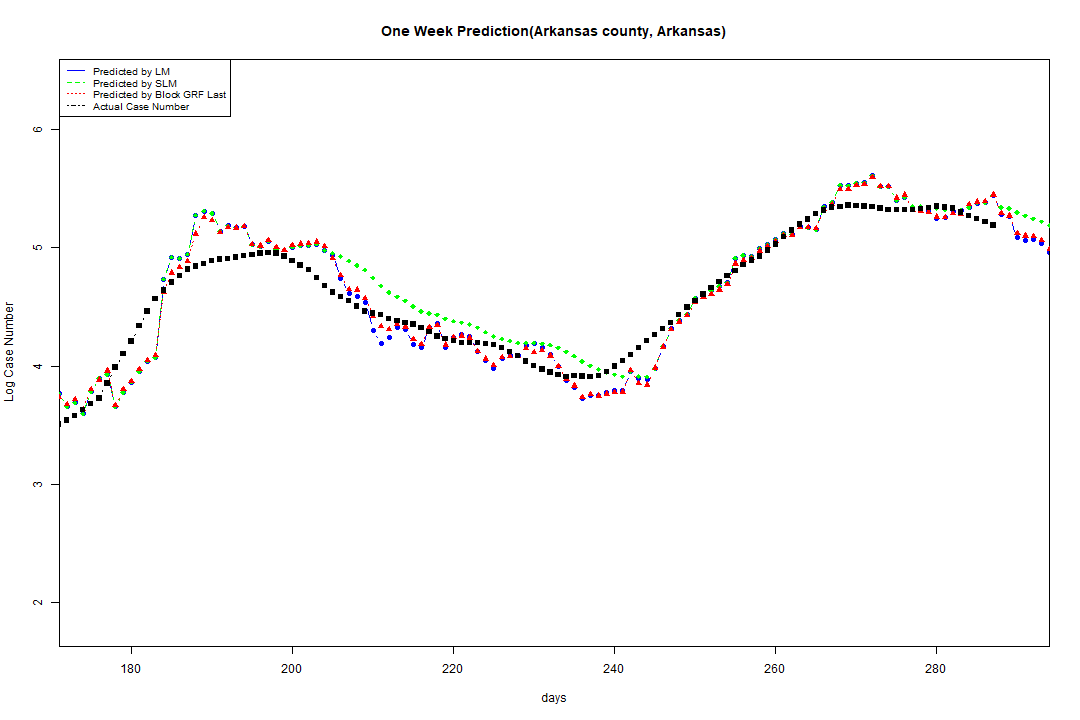 One Week Prediction(Arkansas county, Arkansas)
Predicted by LM
Predicted by SLM
Predicted by Block GRF Last
Actual Case Number
6
5
4
3
2
Log Case Number
180 200 220 240 260 280
days